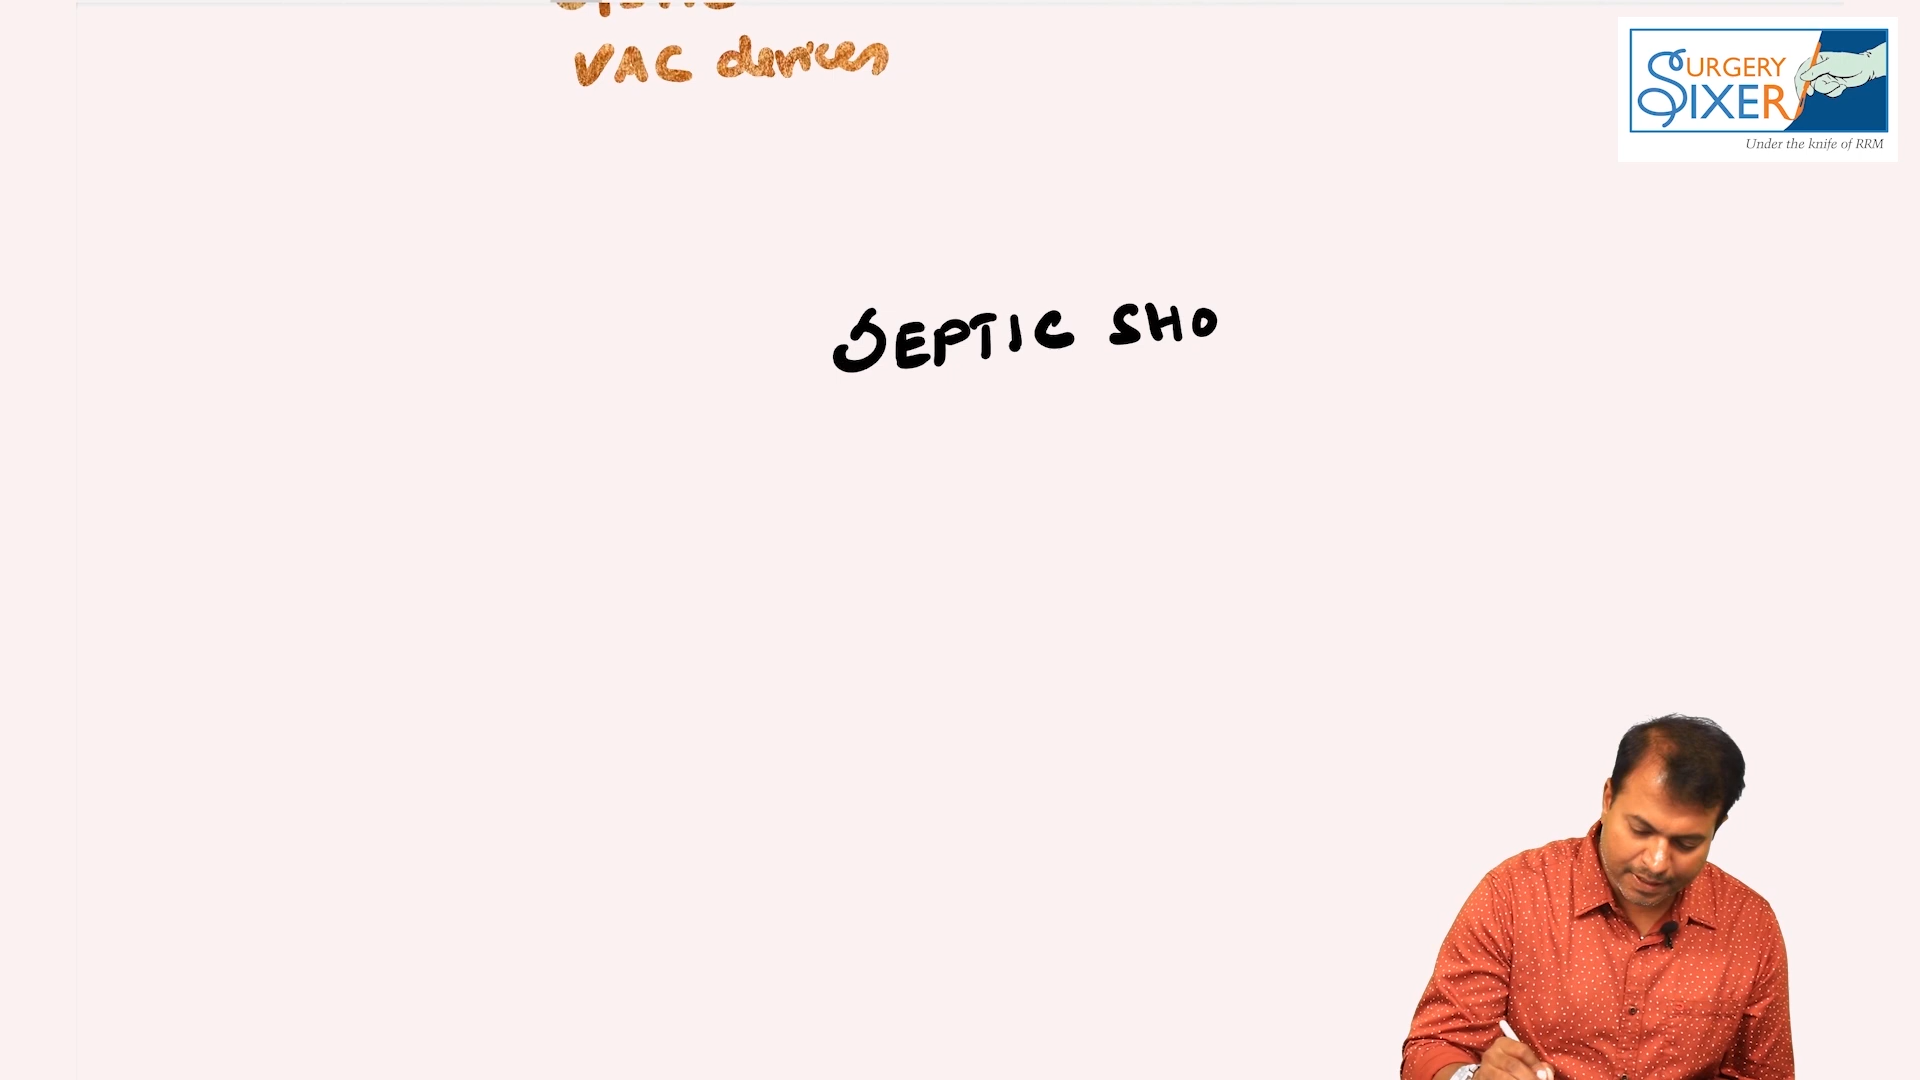 VAC devices
SURGERY
SIXER
Under the knife of RRM
SEPTIC SHO